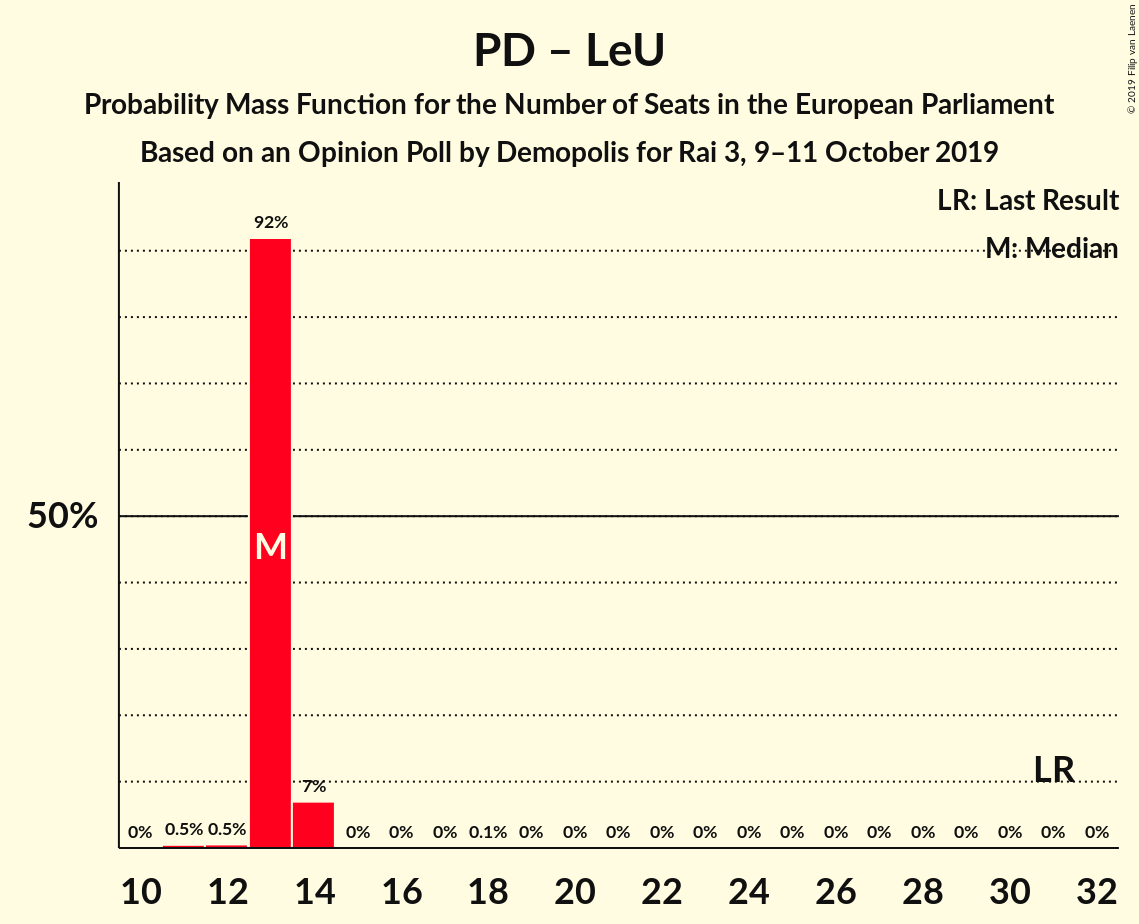 PD – LeU
Probability Mass Function for the Number of Seats in the European Parliament
Based on an Opinion Poll by Demopolis for Rai 3, 9–11 October 2019
© 2019 Filip van Laenen
LR: Last Result
M: Median
92%
50%
M
LR
0% 0.5% 0.5% 7% 0% 0% 0% 0.1% 0% 0% 0% 0% 0% 0% 0% 0% 0% 0% 0% 0% 0% 0%
10 12 14 16 18 20 22 24 26 28 30 32